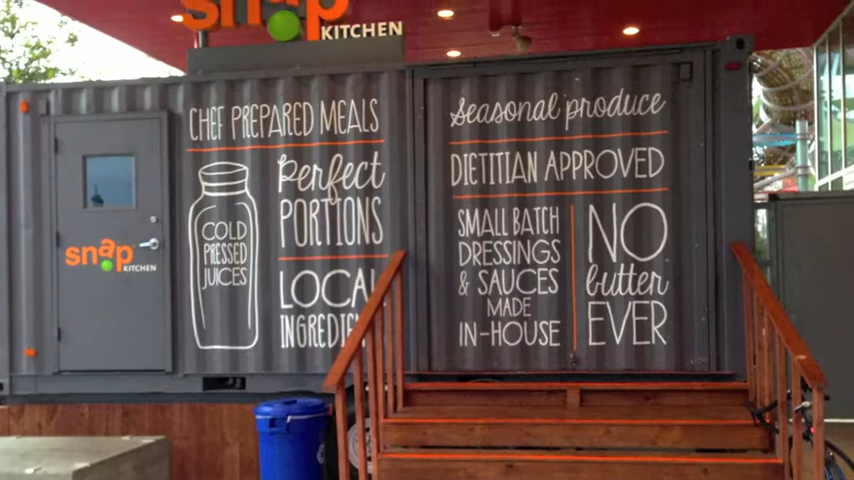 snap
KITCHEN
CHEF PREPARED MEALS
COLD
PRESSED
JUICES
perfect
PORTIONS
LOCAL
snap
KITCHEN
seasonal produce
DIETITIAN APPROVED
SMALL BATCH
DRESSINGS
& SAUCES
MADE
IN-HOUSE
NO
butter
EVER